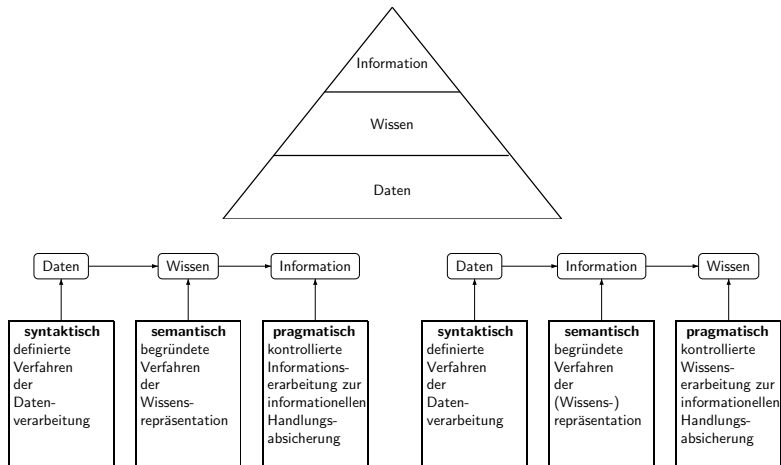 Information
Wissen
Daten
Daten
Wissen
Information
syntaktisch
definierte
Verfahren
der
Daten-
verarbeitung
semantisch
begründete
Verfahren
der
Wissens-
repräsentation
pragmatisch
kontrollierte
Informations-
erarbeitung zur
informationellen
Handlungs-
absicherung
Daten
Information
Wissen
syntaktisch
definierte
Verfahren
der
Daten-
verarbeitung
semantisch
begründete
Verfahren
der
(Wissens-)
repräsentation
pragmatisch
kontrollierte
Wissens-
erarbeitung zur
informationellen
Handlungs-
absicherung